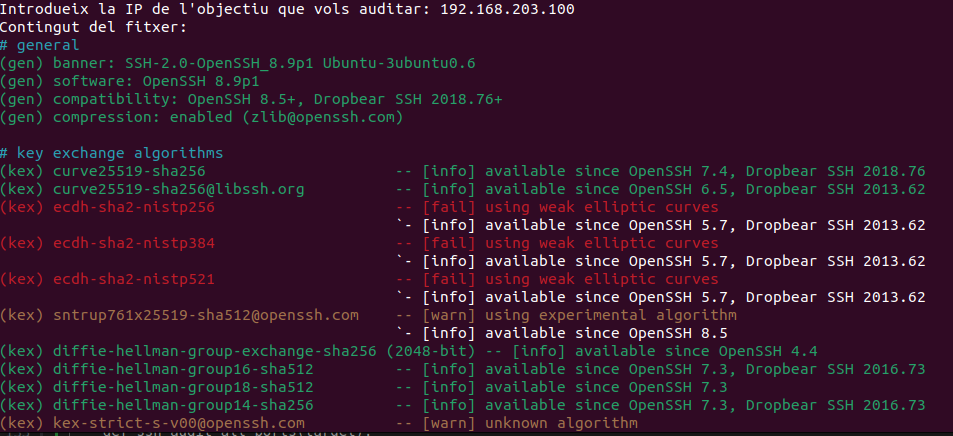 Introdueix la IP de l'objectiu que vols auditar: 192.168.203.100
Contingut del fitxer:
# general
(gen) banner: SSH-2.0-OpenSSH_8.9p1 Ubuntu-3ubuntu0.6
(gen) software: OpenSSH 8.9p1
(gen) compatibility: OpenSSH 8.5+, Dropbear SSH 2018.76+
(gen) compression: enabled (zlib@openssh.com)
# key exchange algorithms
(kex) curve25519-sha256 -- [info] available since OpenSSH 7.4, Dropbear SSH 2018.76
(kex) curve25519-sha256@libssh.org -- [info] available since OpenSSH 6.5, Dropbear SSH 2013.62
(kex) ecdh-sha2-nistp256 -- [fail] using weak elliptic curves
`- [info] available since OpenSSH 5.7, Dropbear SSH 2013.62
(kex) ecdh-sha2-nistp384 -- [fail] using weak elliptic curves
`- [info] available since OpenSSH 5.7, Dropbear SSH 2013.62
(kex) ecdh-sha2-nistp521 -- [fail] using weak elliptic curves
`- [info] available since OpenSSH 5.7, Dropbear SSH 2013.62
(kex) sntrup761x25519-sha512@openssh.com -- [warn] using experimental algorithm
`- [info] available since OpenSSH 8.5
(kex) diffie-hellman-group-exchange-sha256 (2048-bit) -- [info] available since OpenSSH 4.4
(kex) diffie-hellman-group16-sha512 -- [info] available since OpenSSH 7.3, Dropbear SSH 2016.73
(kex) diffie-hellman-group18-sha512 -- [info] available since OpenSSH 7.3
(kex) diffie-hellman-group14-sha256 -- [info] available since OpenSSH 7.3, Dropbear SSH 2016.73
(kex) kex-strict-s-v00@openssh.com -- [warn] unknown algorithm